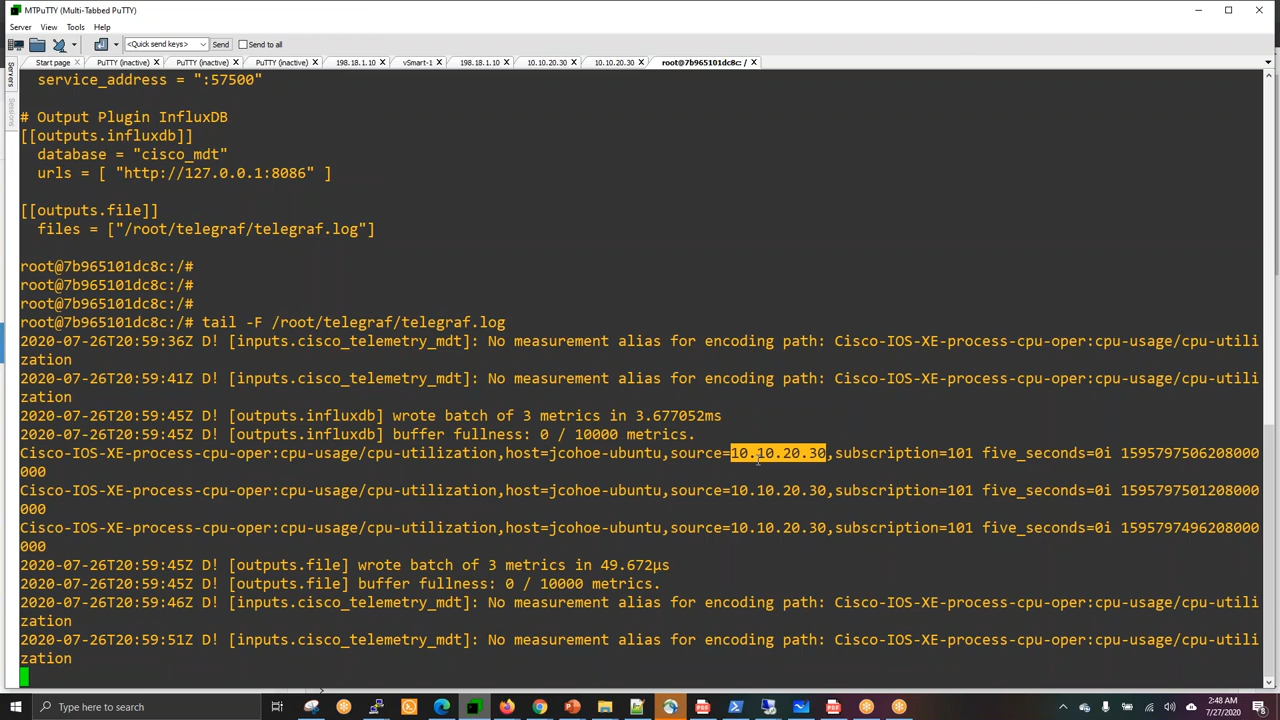 MTPuTTY (Multi-Tabbed PuTTY)
Server View Tools Help
<Quick send keys> Send Send to all
Start page PuTTY (inactive) PuTTY (inactive) PuTTY (inactive) 198.18.1.10 vSmart-1 198.18.1.10 10.10.20.30 10.10.20.30 root@7b965101dc8c: /
Servers
Sessions
service_address = ":57500"
# Output Plugin InfluxDB
[[outputs.influxdb]]
database = "cisco_mdt"
urls = [ "http://127.0.0.1:8086" ]
[[outputs.file]]
files = ["/root/telegraf/telegraf.log"]
root@7b965101dc8c:/#
root@7b965101dc8c:/#
root@7b965101dc8c:/#
root@7b965101dc8c:/# tail -F /root/telegraf/telegraf.log
2020-07-26T20:59:36Z D! [inputs.cisco_telemetry_mdt]: No measurement alias for encoding path: Cisco-IOS-XE-process-cpu-oper:cpu-usage/cpu-utili
zation
2020-07-26T20:59:41Z D! [inputs.cisco_telemetry_mdt]: No measurement alias for encoding path: Cisco-IOS-XE-process-cpu-oper:cpu-usage/cpu-utili
zation
2020-07-26T20:59:45Z D! [outputs.influxdb] wrote batch of 3 metrics in 3.677052ms
2020-07-26T20:59:45Z D! [outputs.influxdb] buffer fullness: 0 / 10000 metrics.
Cisco-IOS-XE-process-cpu-oper:cpu-usage/cpu-utilization,host=jcohoe-ubuntu,source=10.10.20.30,subscription=101 five_seconds=0i 1595797506208000
000
Cisco-IOS-XE-process-cpu-oper:cpu-usage/cpu-utilization,host=jcohoe-ubuntu,source=10.10.20.30,subscription=101 five_seconds=0i 1595797501208000
000
Cisco-IOS-XE-process-cpu-oper:cpu-usage/cpu-utilization,host=jcohoe-ubuntu,source=10.10.20.30,subscription=101 five_seconds=0i 1595797496208000
000
2020-07-26T20:59:45Z D! [outputs.file] wrote batch of 3 metrics in 49.672µs
2020-07-26T20:59:45Z D! [outputs.file] buffer fullness: 0 / 10000 metrics.
2020-07-26T20:59:46Z D! [inputs.cisco_telemetry_mdt]: No measurement alias for encoding path: Cisco-IOS-XE-process-cpu-oper:cpu-usage/cpu-utili
zation
2020-07-26T20:59:51Z D! [inputs.cisco_telemetry_mdt]: No measurement alias for encoding path: Cisco-IOS-XE-process-cpu-oper:cpu-usage/cpu-utili
zation
Type here to search
2:48 AM
7/27/2020